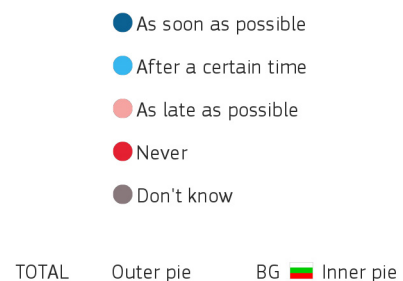 As soon as possible
After a certain time
As late as possible
Never
Don't know
TOTAL Outer pie BG Inner pie